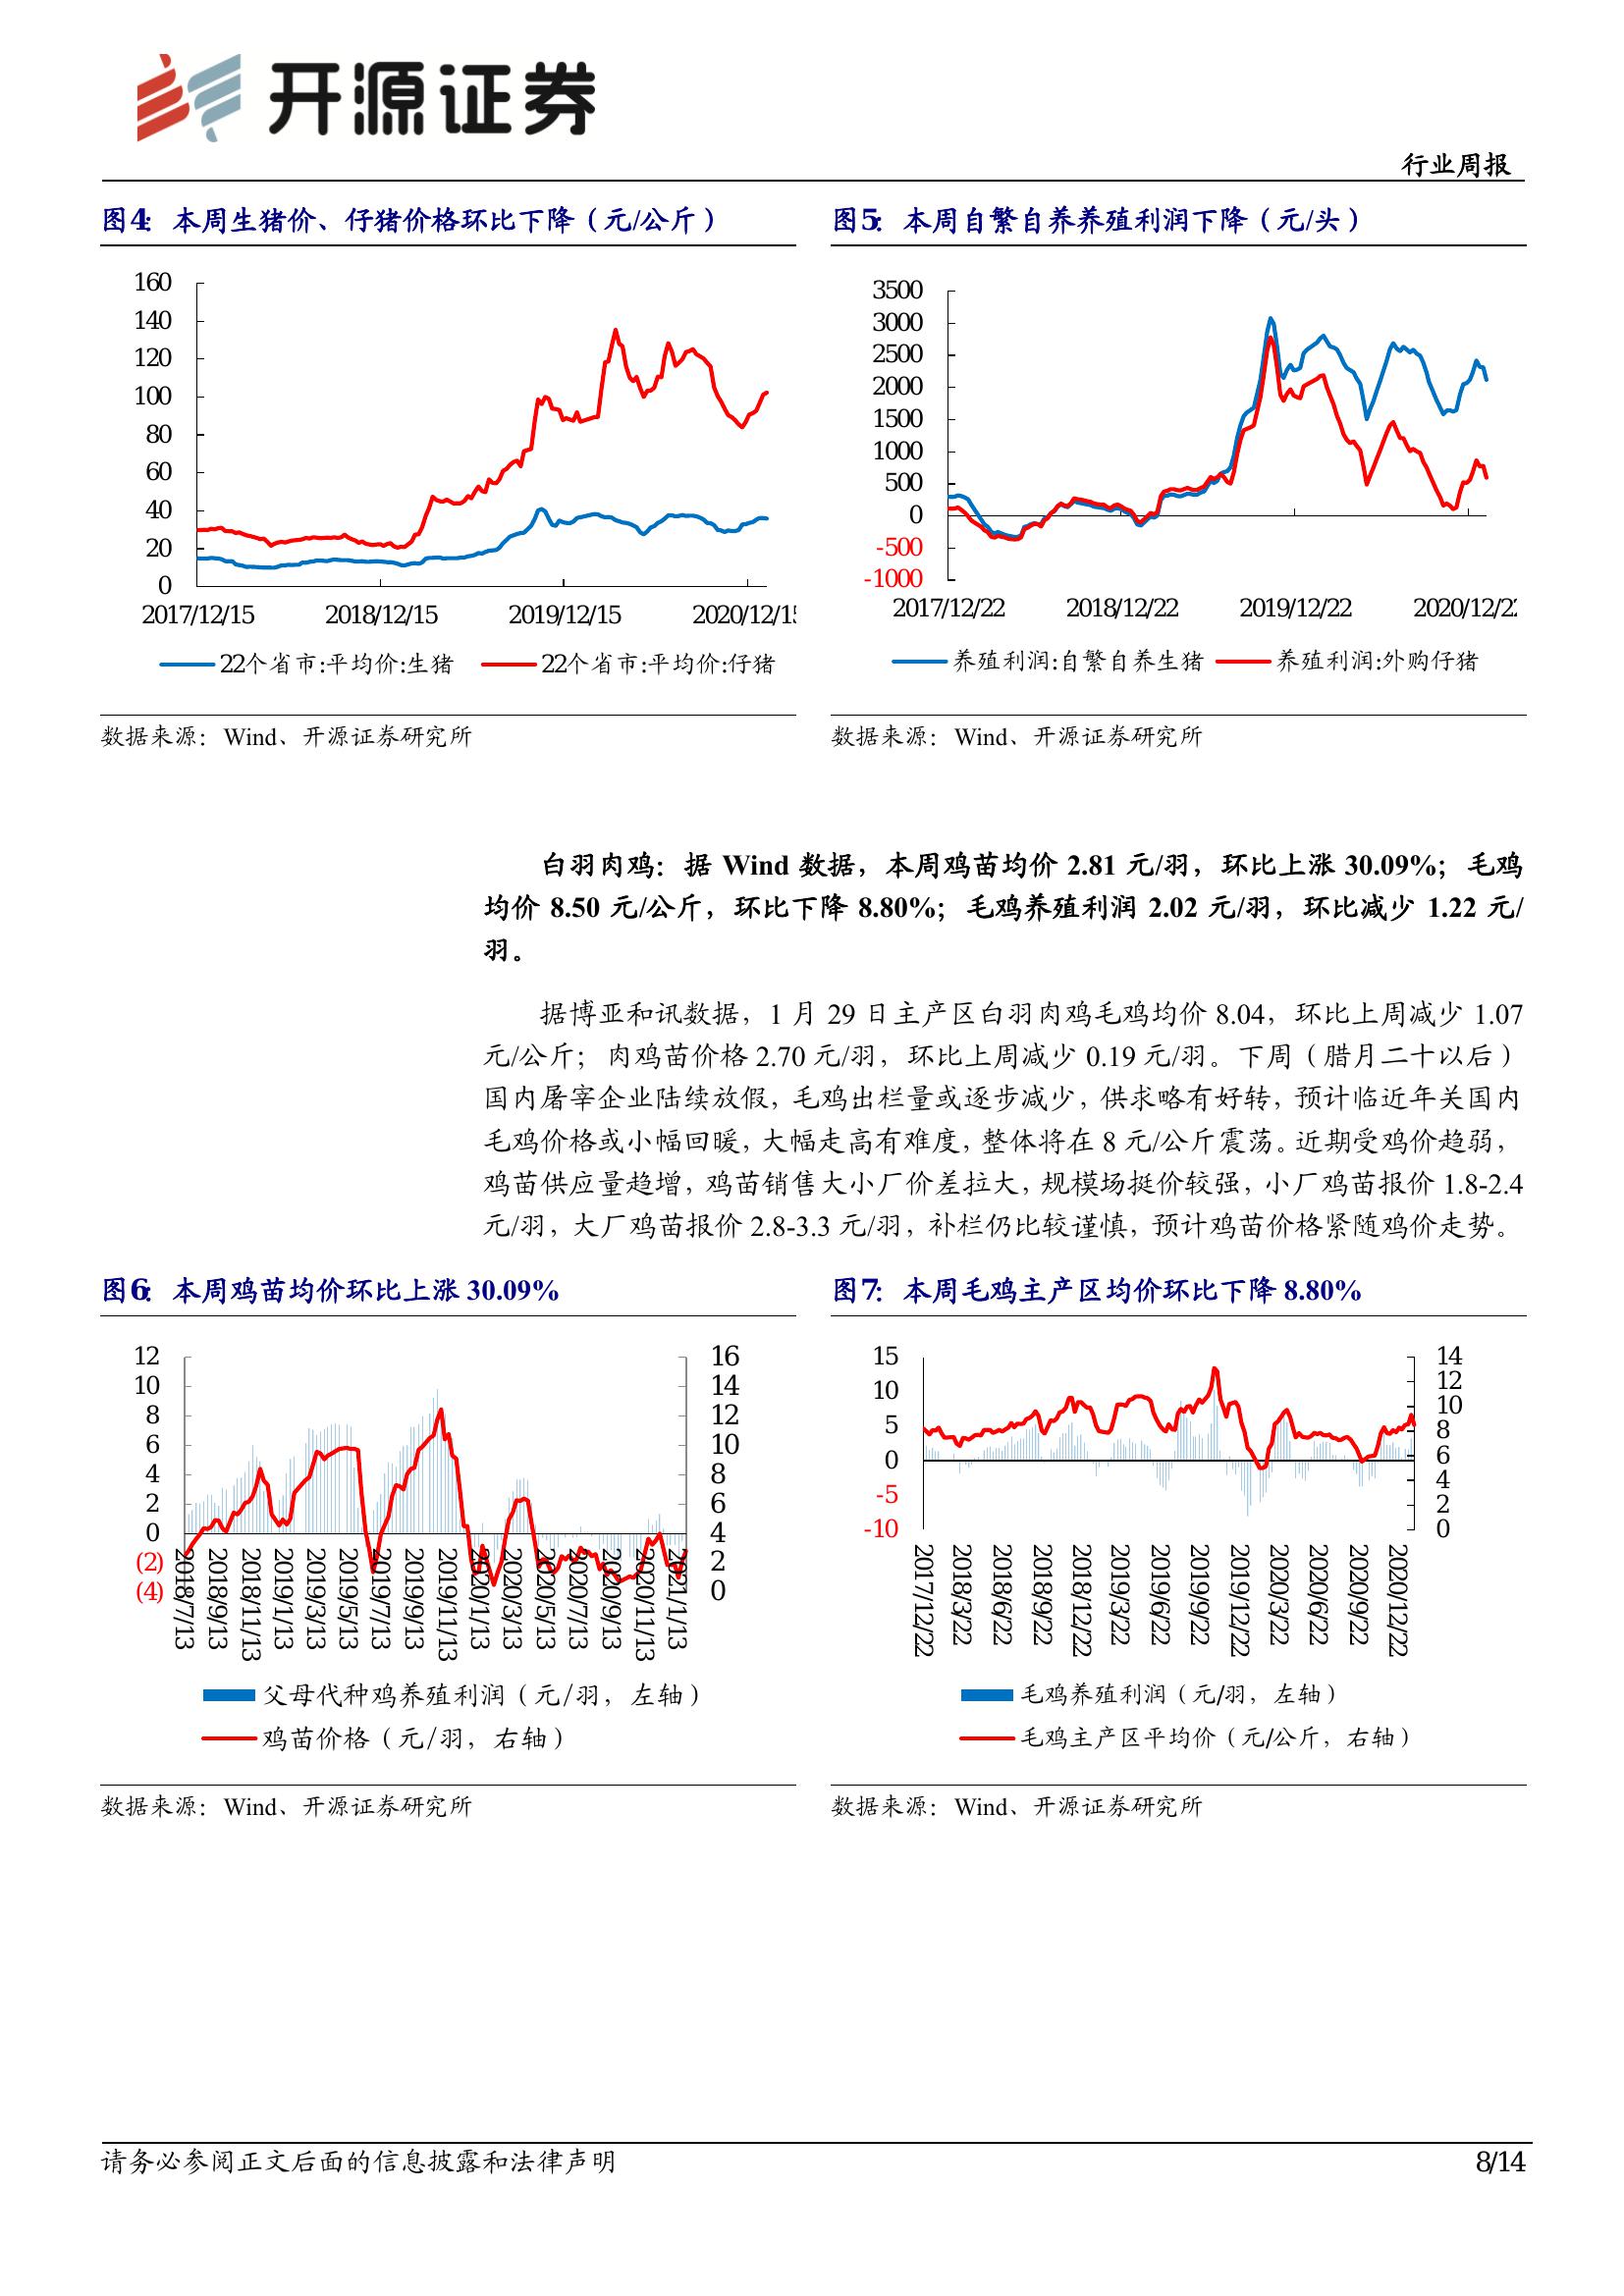 开源证券
行业周报
图4： 本周生猪价、仔猪价格环比下降（元/公斤）
160
140
120
100
80
60
40
20
0
2017/12/15 2018/12/15 2019/12/15 2020/12/15
22个省市:平均价:生猪 22个省市:平均价:仔猪
数据来源：Wind、开源证券研究所
图5： 本周自繁自养养殖利润下降（元/头）
3500
3000
2500
2000
1500
1000
500
0
-500
-1000
2017/12/22 2018/12/22 2019/12/22 2020/12/22
养殖利润:自繁自养生猪 养殖利润:外购仔猪
数据来源：Wind、开源证券研究所
白羽肉鸡：据 Wind 数据，本周鸡苗均价 2.81 元/羽，环比上涨 30.09%；毛鸡
均价 8.50 元/公斤，环比下降 8.80%；毛鸡养殖利润 2.02 元/羽，环比减少 1.22 元/
羽。
据博亚和讯数据，1 月 29 日主产区白羽肉鸡毛鸡均价 8.04，环比上周减少 1.07
元/公斤；肉鸡苗价格 2.70 元/羽，环比上周减少 0.19 元/羽。下周（腊月二十以后）
国内屠宰企业陆续放假，毛鸡出栏量或逐步减少，供求略有好转，预计临近年关国内
毛鸡价格或小幅回暖，大幅走高有难度，整体将在 8 元/公斤震荡。近期受鸡价趋弱，
鸡苗供应量趋增，鸡苗销售大小厂价差拉大，规模场挺价较强，小厂鸡苗报价 1.8-2.4
元/羽，大厂鸡苗报价 2.8-3.3 元/羽，补栏仍比较谨慎，预计鸡苗价格紧随鸡价走势。
图6： 本周鸡苗均价环比上涨 30.09%
12
10
8
6
4
2
0
(2)
(4)
16
14
12
10
8
6
4
2
0
2018/7/13
2018/9/13
2018/11/13
2019/1/13
2019/3/13
2019/5/13
2019/7/13
2019/9/13
2019/11/13
2020/1/13
2020/3/13
2020/5/13
2020/7/13
2020/9/13
2020/11/13
2021/1/13
父母代种鸡养殖利润（元/羽，左轴）
鸡苗价格（元/羽，右轴）
数据来源：Wind、开源证券研究所
图7： 本周毛鸡主产区均价环比下降 8.80%
15
10
5
0
-5
-10
14
12
10
8
6
4
2
0
2017/12/22
2018/3/22
2018/6/22
2018/9/22
2018/12/22
2019/3/22
2019/6/22
2019/9/22
2019/12/22
2020/3/22
2020/6/22
2020/9/22
2020/12/22
毛鸡养殖利润（元/羽，左轴）
毛鸡主产区平均价（元/公斤，右轴）
数据来源：Wind、开源证券研究所
请务必参阅正文后面的信息披露和法律声明
8/14